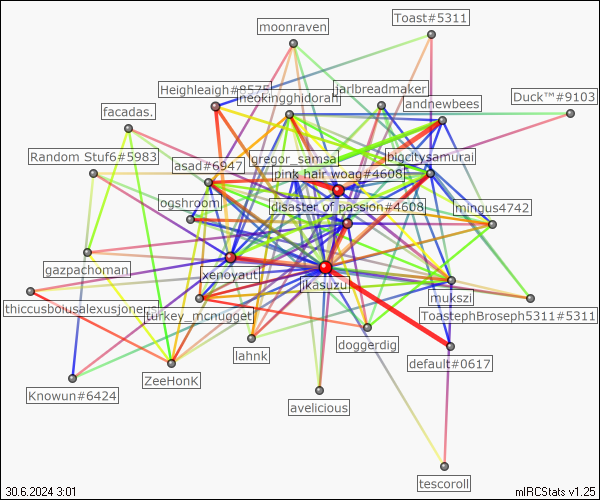 moonraven
Toast#5311
Heighleigh#8575
jarlbreadmaker
neokingghidorah
andnewbees
Duck™#9103
facadas.
Random Stuf6#5983
gregor_samsa
bigcitysamurai
asad#6947
pink hair woag#4608
ogshroom
disaster of passion#4608
mingus4742
gazpachoman
xenoyaut
jkasuzu
mukszi
thiccusboiusalexusjoner
turkey_mcnugget
ToastephBroseph5311#5311
lahnk
doggerdig
default#0617
ZeeHonK
Knowun#6424
avelicious
tescoroll
30.6.2024 3:01
mIRCStats v1.25